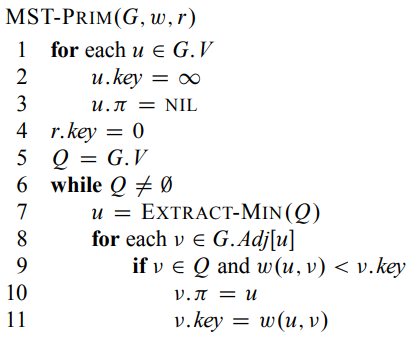 MST-PRIM(G, w, r)
1 for each u ∈ G.V
2 u.key = ∞
3 u.π = NIL
4 r.key = 0
5 Q = G.V
6 while Q ≠ ∅
7 u = EXTRACT-MIN(Q)
8 for each v ∈ G.Adj[u]
9 if v ∈ Q and w(u, v) < v.key
10 v.π = u
11 v.key = w(u, v)